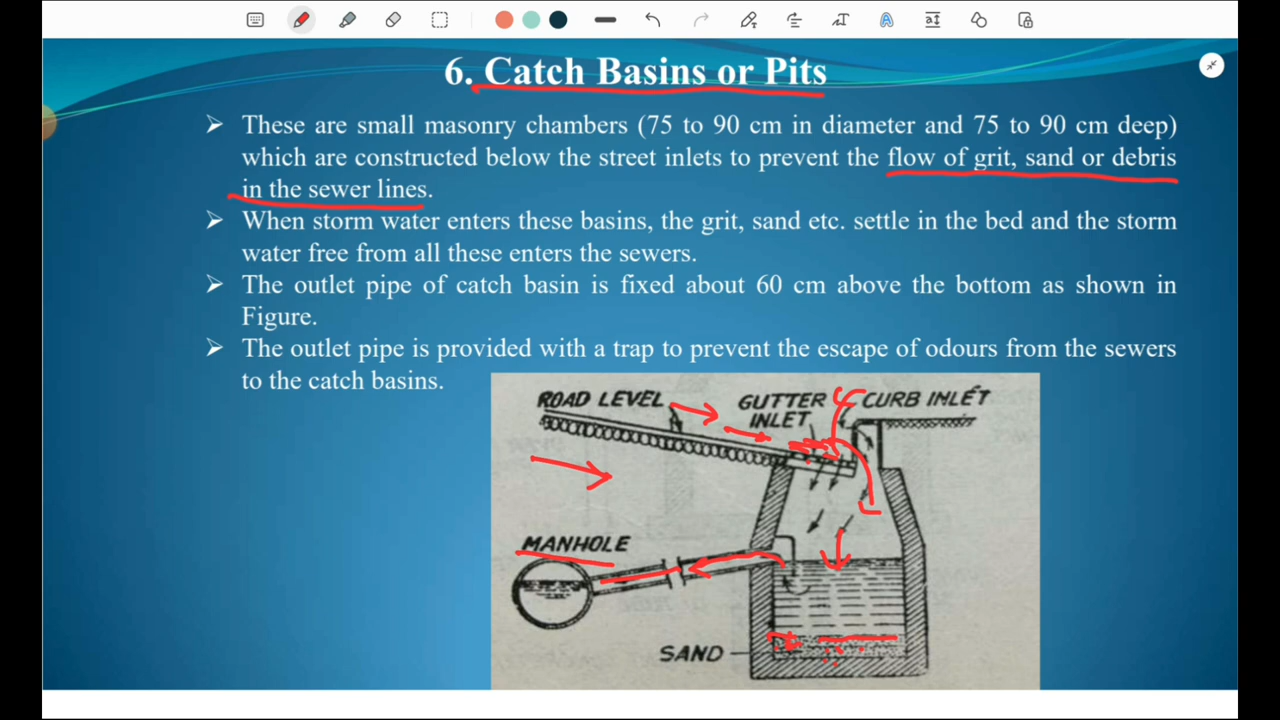 6. Catch Basins or Pits
➢ These are small masonry chambers (75 to 90 cm in diameter and 75 to 90 cm deep)
which are constructed below the street inlets to prevent the flow of grit, sand or debris
in the sewer lines.
➢ When storm water enters these basins, the grit, sand etc. settle in the bed and the storm
water free from all these enters the sewers.
➢ The outlet pipe of catch basin is fixed about 60 cm above the bottom as shown in
Figure.
➢ The outlet pipe is provided with a trap to prevent the escape of odours from the sewers
to the catch basins.
ROAD LEVEL
GUTTER
INLET
CURB INLET
MANHOLE
SAND